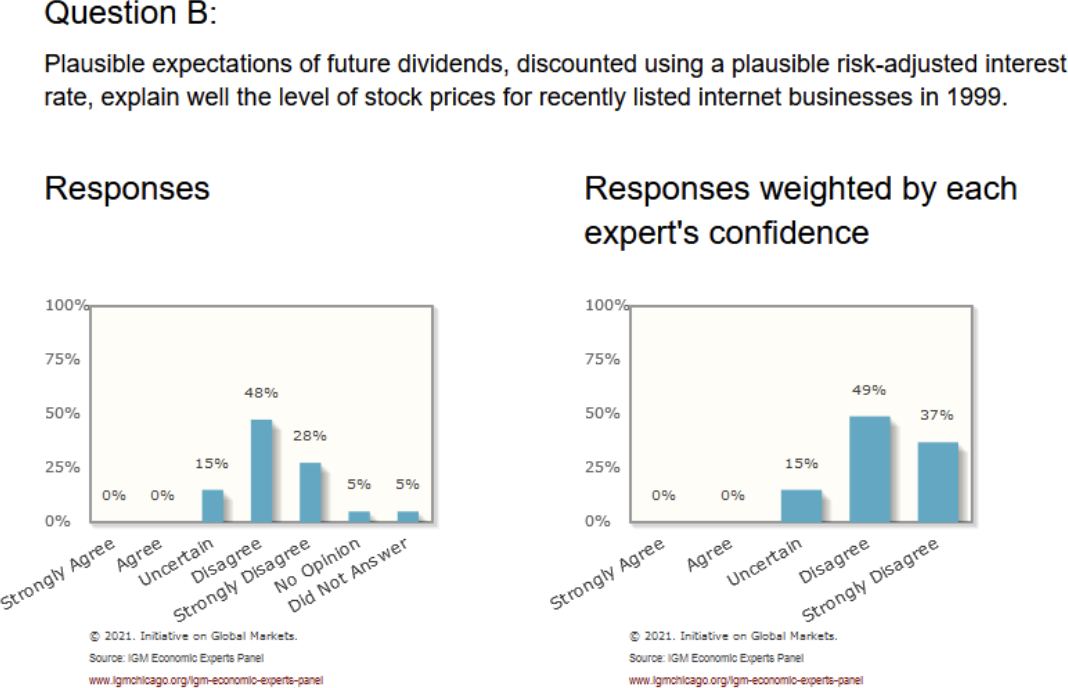 Question B:
Plausible expectations of future dividends, discounted using a plausible risk-adjusted interest
rate, explain well the level of stock prices for recently listed internet businesses in 1999.
Responses
100%
75%
50%
25%
0%
0%
0%
15%
48%
28%
5%
5%
Strongly Agree
Agree
Uncertain
Disagree
Strongly Disagree
No Opinion
Did Not Answer
© 2021. Initiative on Global Markets.
Source: IGM Economic Experts Panel
www.igmchicago.org/igm-economic-experts-panel
Responses weighted by each
expert's confidence
100%
75%
50%
25%
0%
0%
0%
15%
49%
37%
Strongly Agree
Agree
Uncertain
Disagree
Strongly Disagree
© 2021. Initiative on Global Markets.
Source: IGM Economic Experts Panel
www.igmchicago.org/igm-economic-experts-panel